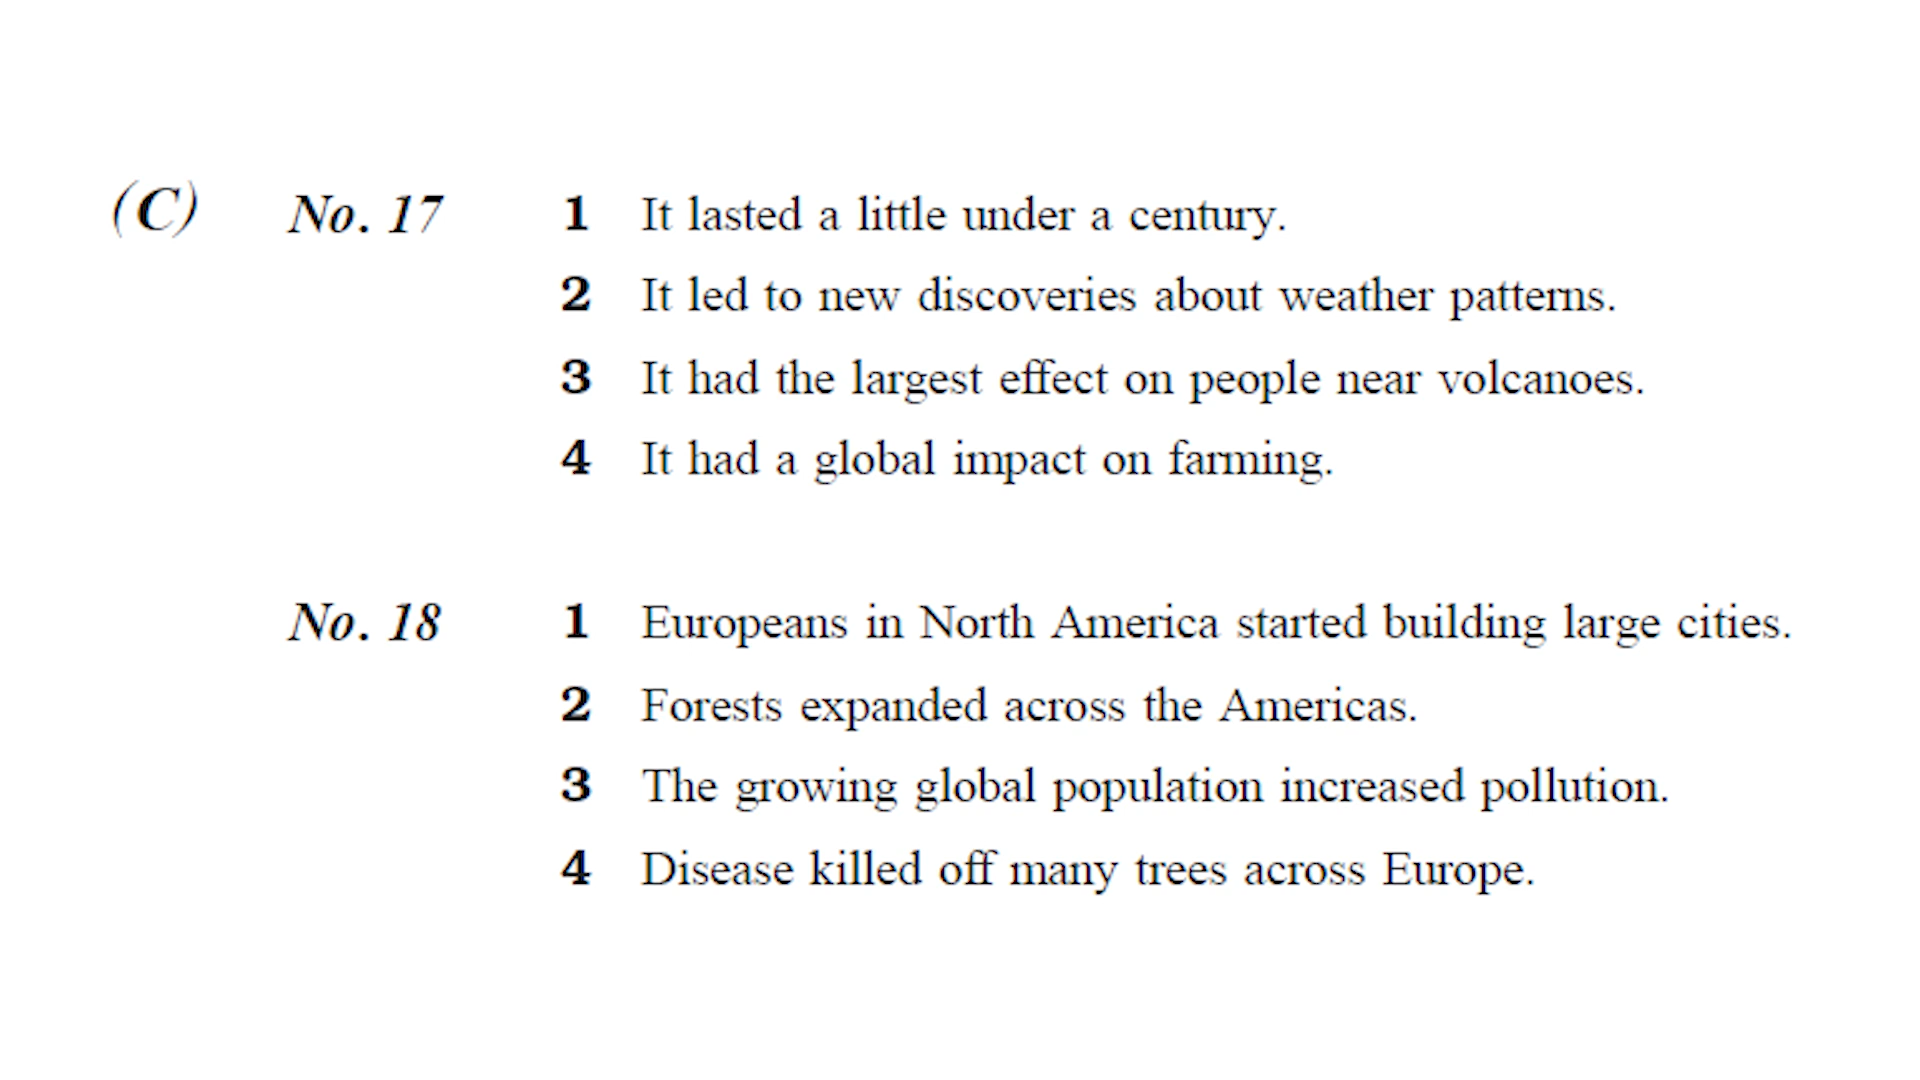 (C) No. 17 1 It lasted a little under a century.
2 It led to new discoveries about weather patterns.
3 It had the largest effect on people near volcanoes.
4 It had a global impact on farming.
No. 18 1 Europeans in North America started building large cities.
2 Forests expanded across the Americas.
3 The growing global population increased pollution.
4 Disease killed off many trees across Europe.